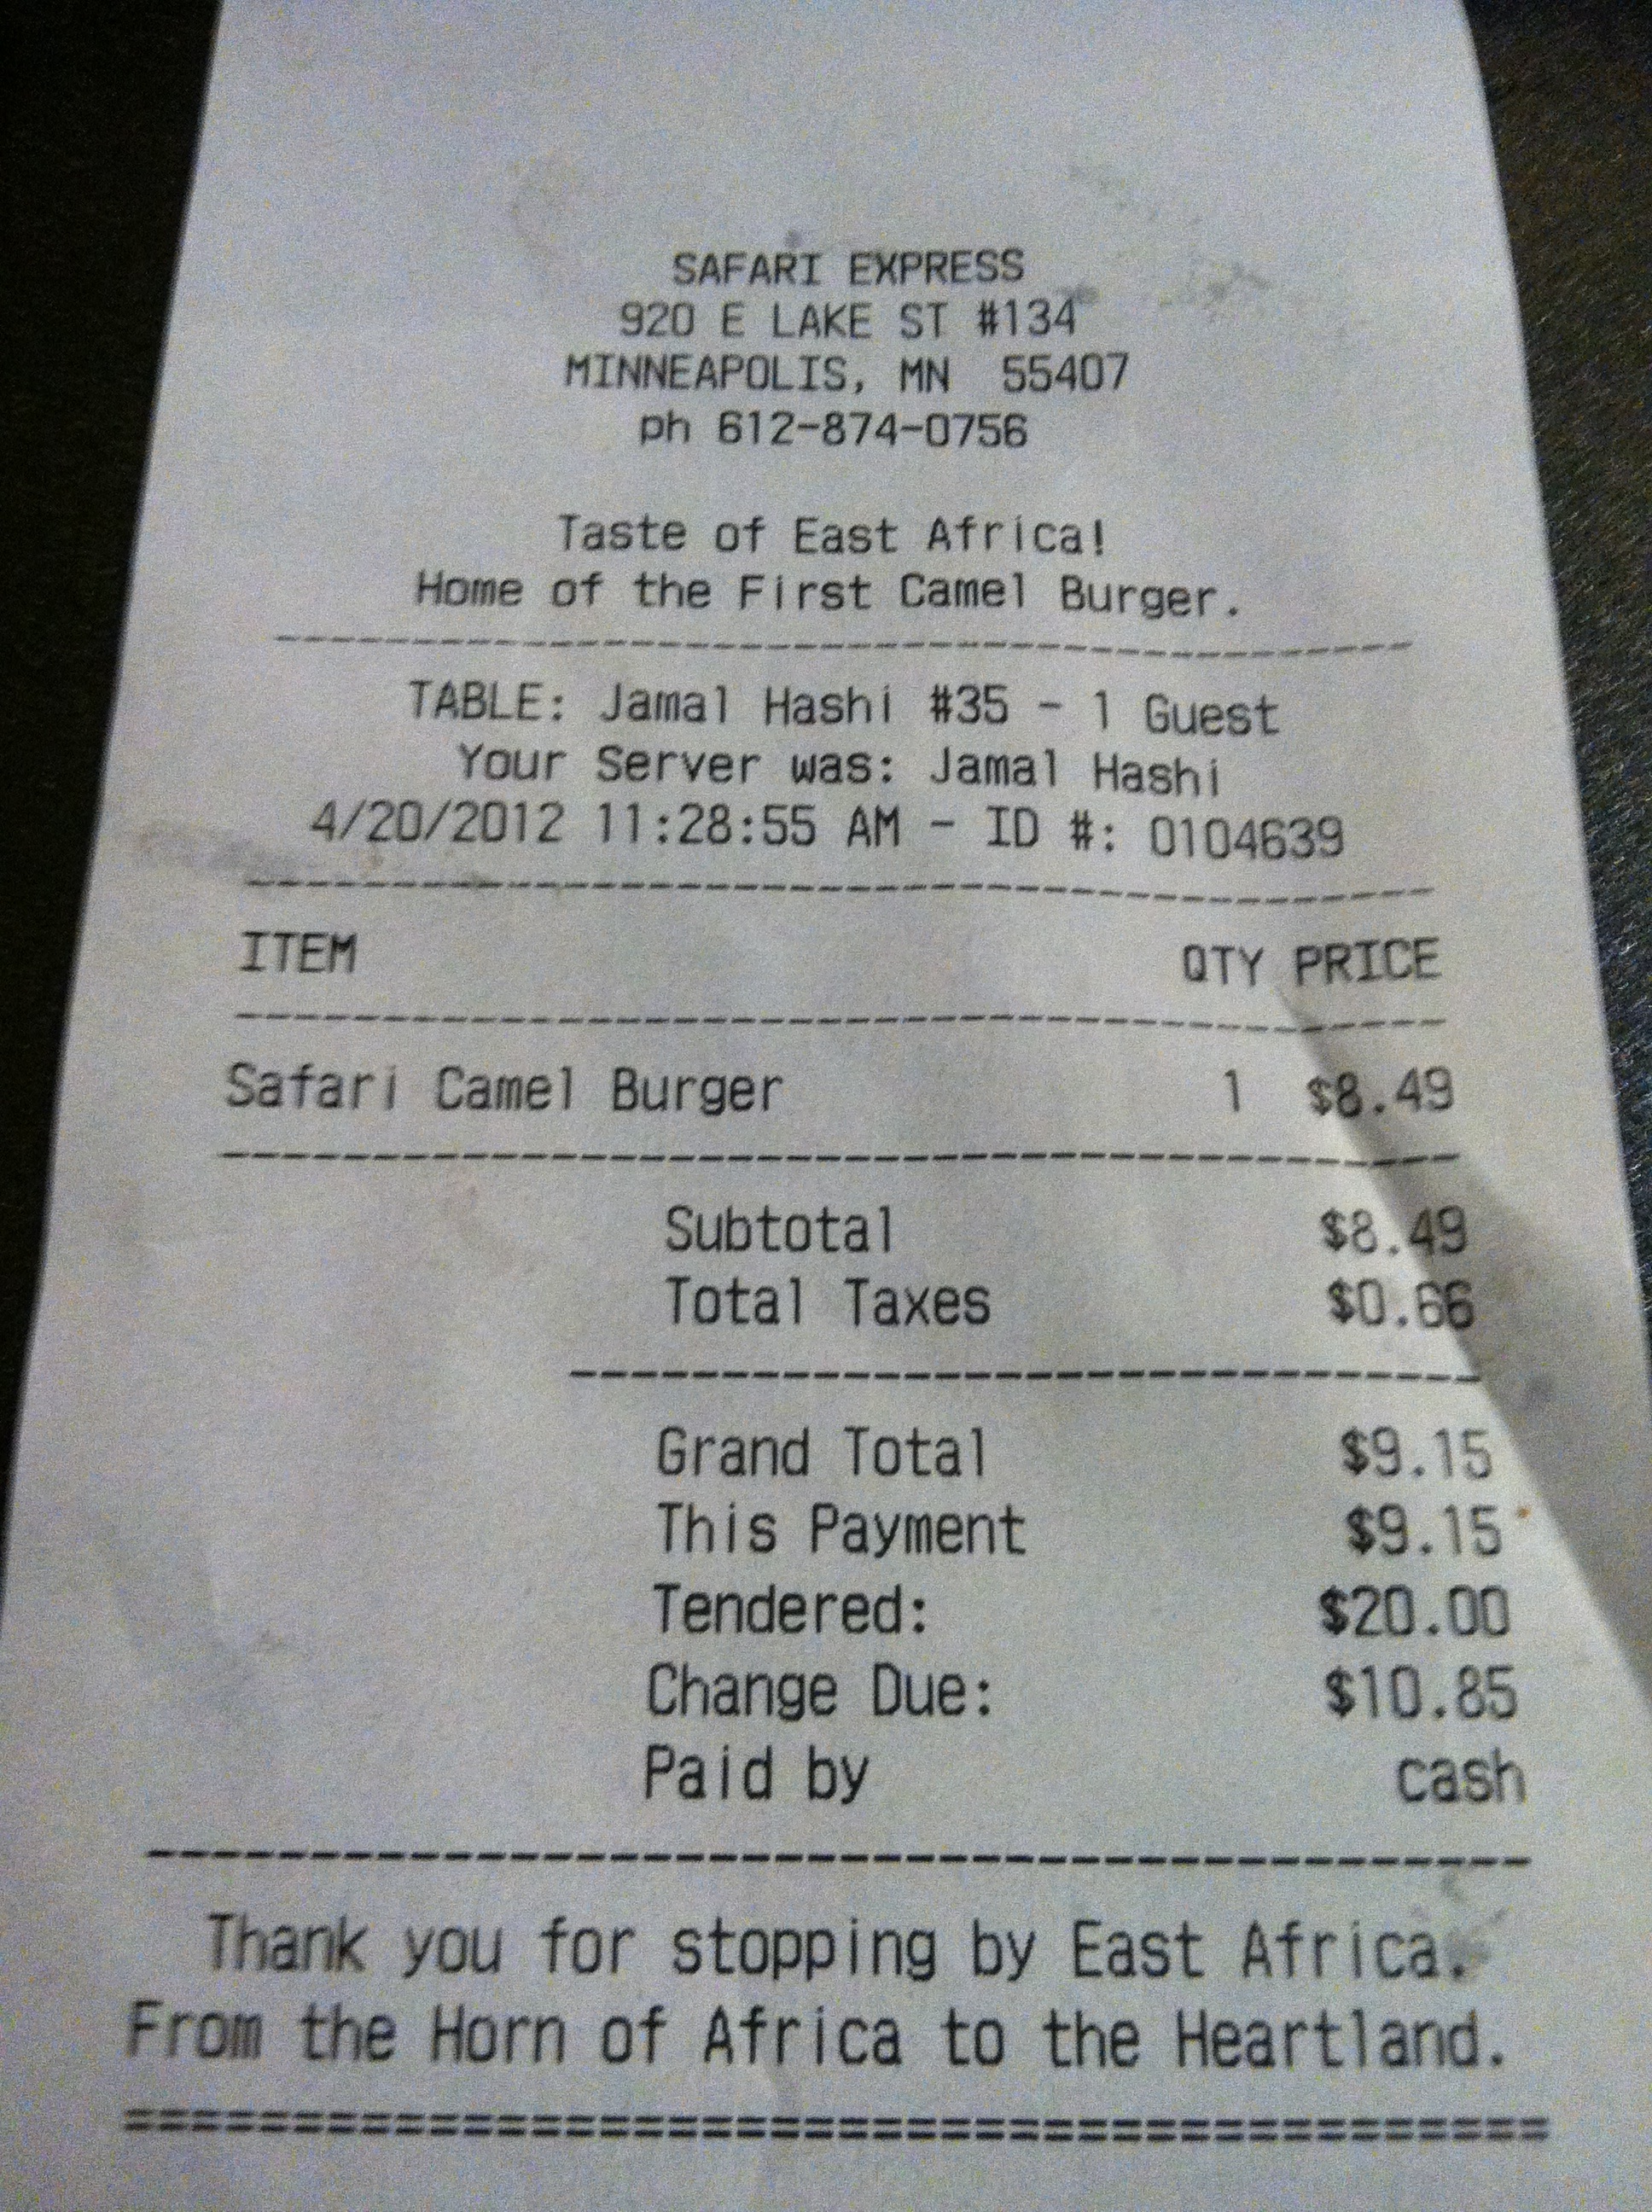 SAFARI EXPRESS
920 E LAKE ST #134
MINNEAPOLIS, MN  55407
ph 612-874-0756
Taste of East Africa!
Home of the First Camel Burger.
----------------------------------------
TABLE: Jamal Hashi #35 - 1 Guest
Your Server was: Jamal Hashi
4/20/2012 11:28:55 AM - ID #: 0104639
----------------------------------------
ITEM QTY PRICE
----------------------------------------
Safari Camel Burger 1 $8.49
----------------------------------------
Subtotal $8.49
Total Taxes $0.66
----------------------------
Grand Total $9.15
This Payment $9.15
Tendered: $20.00
Change Due: $10.85
Paid by cash
----------------------------------------
Thank you for stopping by East Africa.
From the Horn of Africa to the Heartland.
========================================